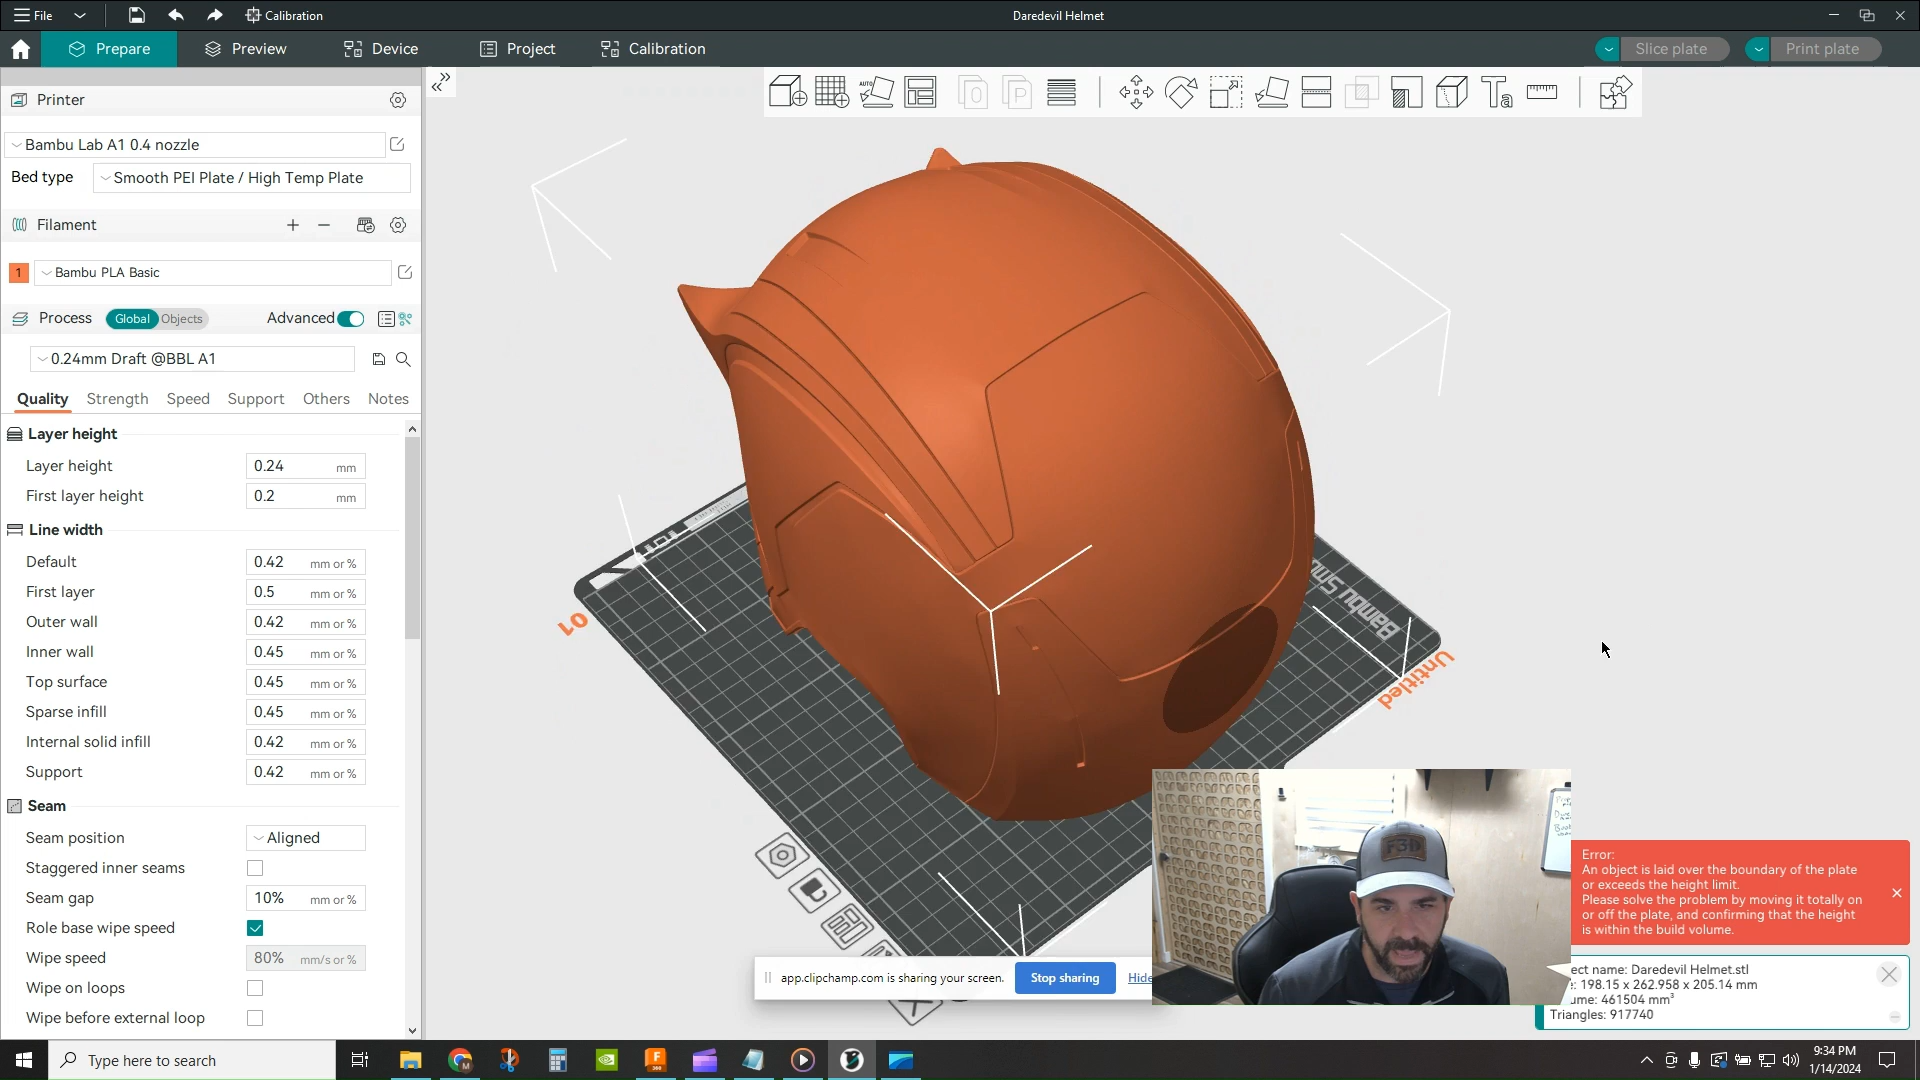 File
Calibration
Daredevil Helmet
Prepare
Preview
Device
Project
Calibration
Slice plate
Print plate
Printer
Bambu Lab A1 0.4 nozzle
Bed type
Smooth PEI Plate / High Temp Plate
Filament
1
Bambu PLA Basic
Process
Global
Objects
Advanced
0.24mm Draft @BBL A1
Quality
Strength
Speed
Support
Others
Notes
Layer height
Layer height 0.24 mm
First layer height 0.2 mm
Line width
Default 0.42 mm or %
First layer 0.5 mm or %
Outer wall 0.42 mm or %
Inner wall 0.45 mm or %
Top surface 0.45 mm or %
Sparse infill 0.45 mm or %
Internal solid infill 0.42 mm or %
Support 0.42 mm or %
Seam
Seam position Aligned
Staggered inner seams
Seam gap 10% mm or %
Role base wipe speed
Wipe speed 80% mm/s or %
Wipe on loops
Wipe before external loop
AUTO
O
P
Ta
01
Bambu Smo
Untitled
F3D
app.clipchamp.com is sharing your screen.
Stop sharing
Hide
Error:
An object is laid over the boundary of the plate
or exceeds the height limit.
Please solve the problem by moving it totally on
or off the plate, and confirming that the height
is within the build volume.
ect name: Daredevil Helmet.stl
e: 198.15 x 262.958 x 205.14 mm
ume: 461504 mm³
Triangles: 917740
Type here to search
9:34 PM
1/14/2024